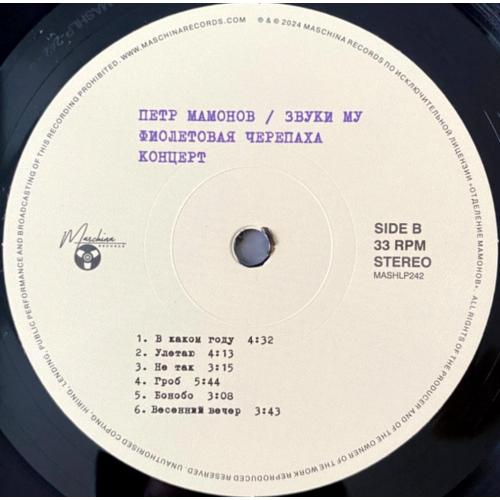 WWW.MASCHINARECORDS.COM ℗ & © 2024 MASCHINA RECORDS ПО ИСКЛЮЧИТЕЛЬНОЙ ЛИЦЕНЗИИ «ОТДЕЛЕНИЕ МАМОНОВ». ALL RIGHTS OF THE PRODUCER AND OF THE OWNER OF THE WORK REPRODUCED RESERVED. UNAUTHORISED COPYING, HIRING, LENDING, PUBLIC PERFORMANCE AND BROADCASTING OF THIS RECORDING PROHIBITED.
ПЕТР МАМОНОВ / ЗВУКИ МУ
ФИОЛЕТОВАЯ ЧЕРЕПАХА
КОНЦЕРТ
Maschina
RECORDS
SIDE B
33 RPM
STEREO
MASHLP242
1. В каком году 4:32
2. Улетаю 4:13
3. Не так 3:15
4. Гроб 5:44
5. Бонобо 3:08
6. Весенний вечер 3:43